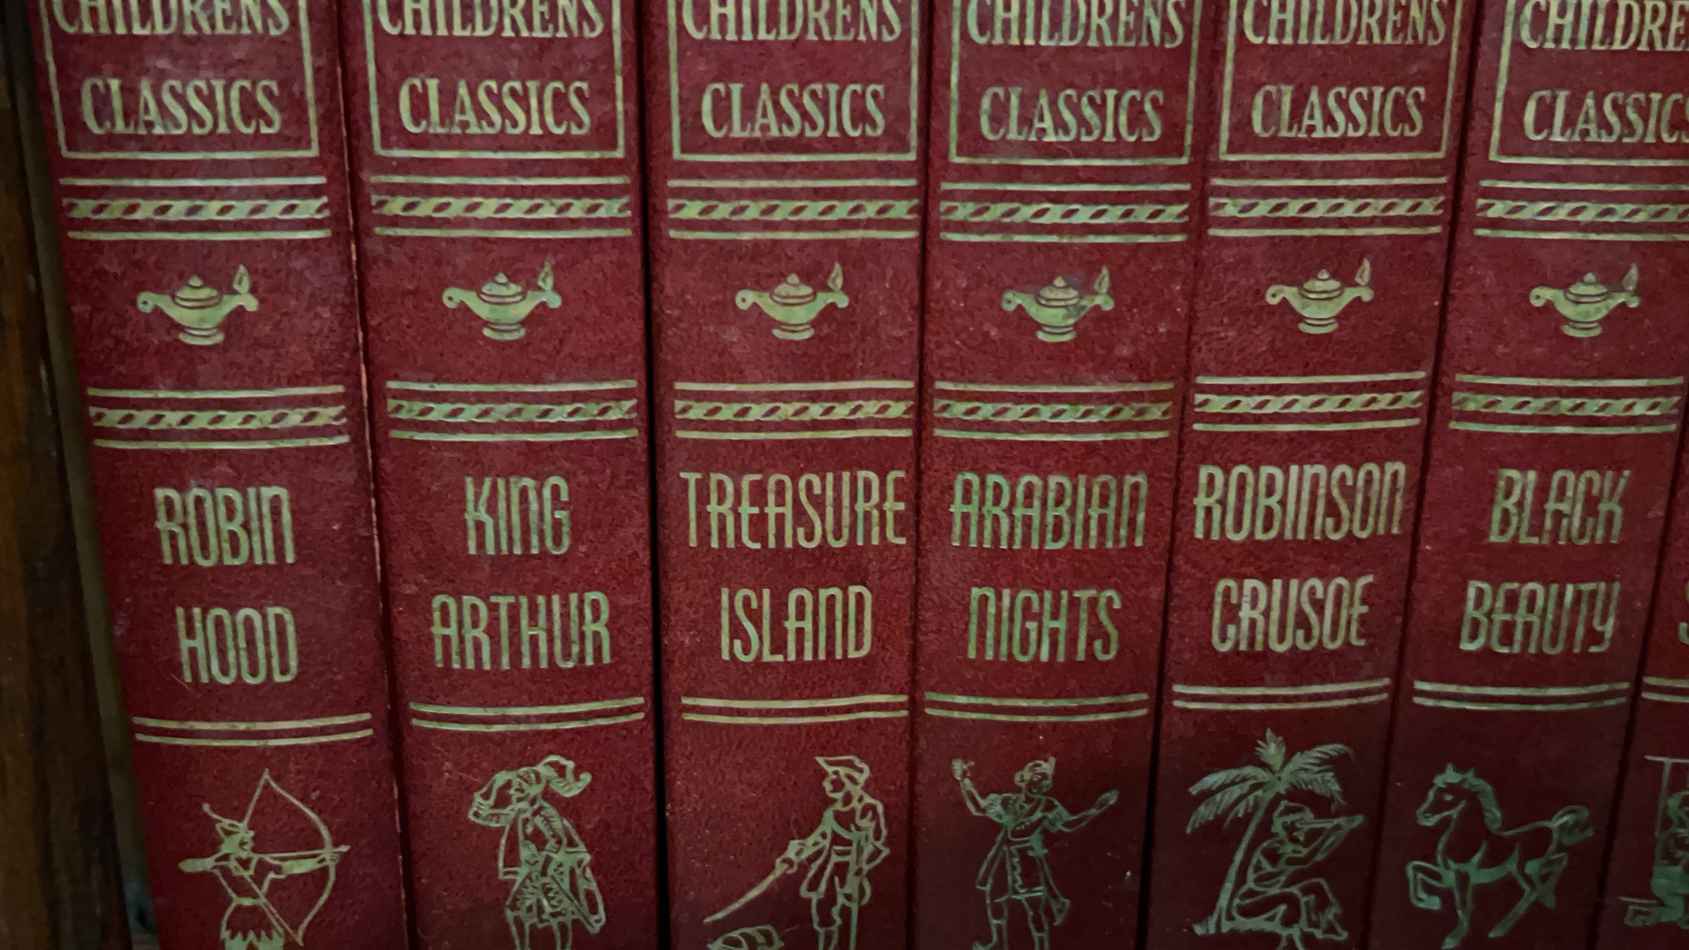 CHILDRENS
CLASSICS
ROBIN
HOOD
CHILDRENS
CLASSICS
KING
ARTHUR
CHILDRENS
CLASSICS
TREASURE
ISLAND
CHILDRENS
CLASSICS
ARABIAN
NIGHTS
CHILDRENS
CLASSICS
ROBINSON
CRUSOE
CHILDRE
CLASSICS
BLACK
BEAUTY